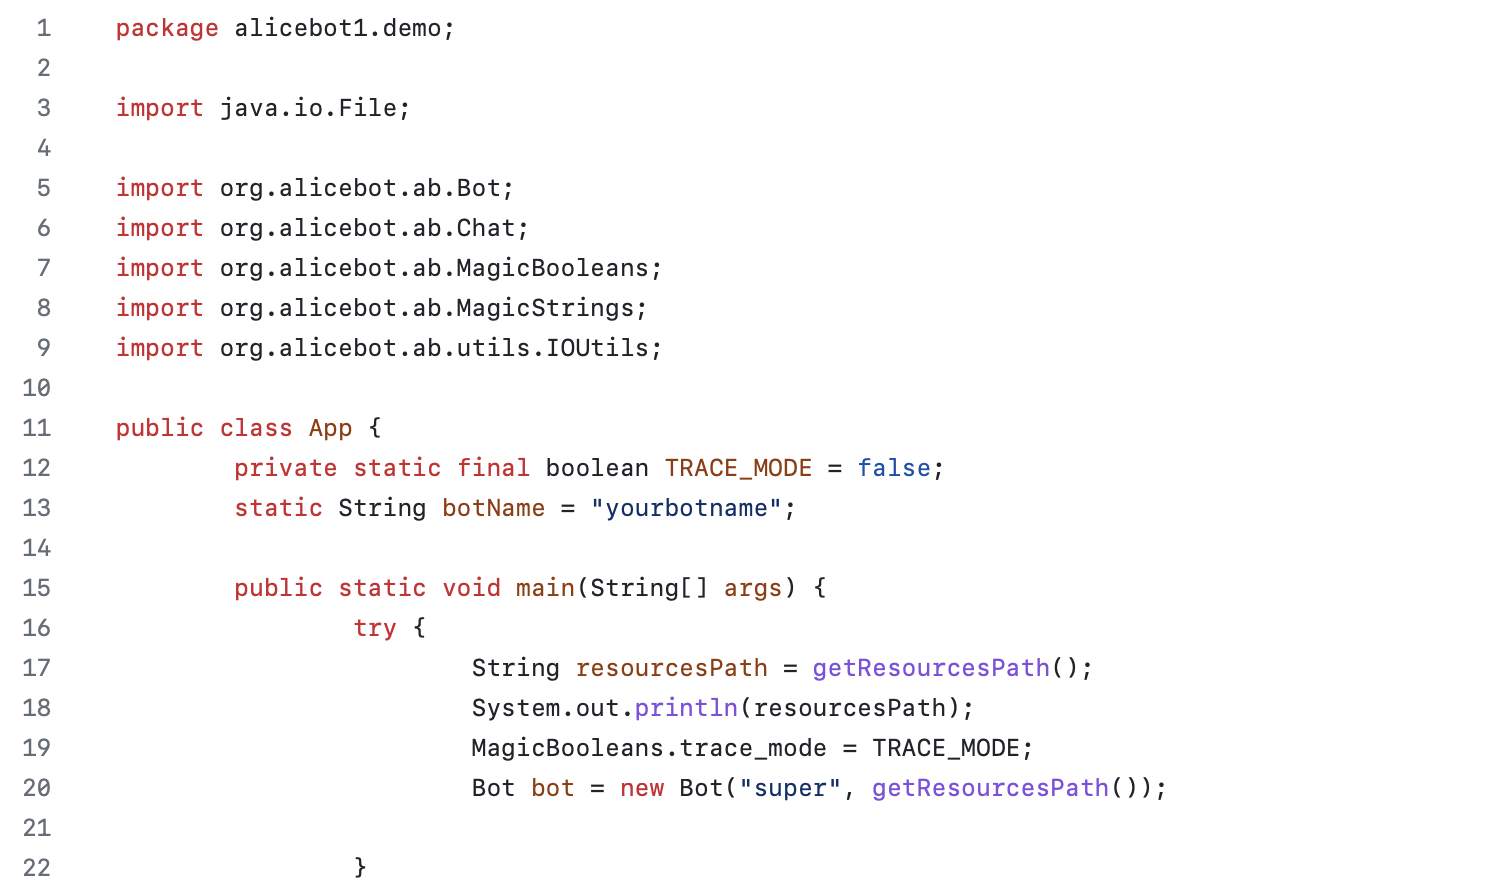 1 package alicebot1.demo;
2
3 import java.io.File;
4
5 import org.alicebot.ab.Bot;
6 import org.alicebot.ab.Chat;
7 import org.alicebot.ab.MagicBooleans;
8 import org.alicebot.ab.MagicStrings;
9 import org.alicebot.ab.utils.IOUtils;
10
11 public class App {
12 private static final boolean TRACE_MODE = false;
13 static String botName = "yourbotname";
14
15 public static void main(String[] args) {
16 try {
17 String resourcesPath = getResourcesPath();
18 System.out.println(resourcesPath);
19 MagicBooleans.trace_mode = TRACE_MODE;
20 Bot bot = new Bot("super", getResourcesPath());
21
22 }